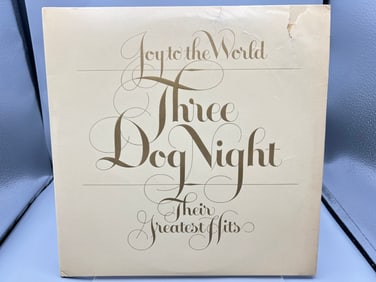 Joy to the World
Three
Dog Night
Their
Greatest Hits